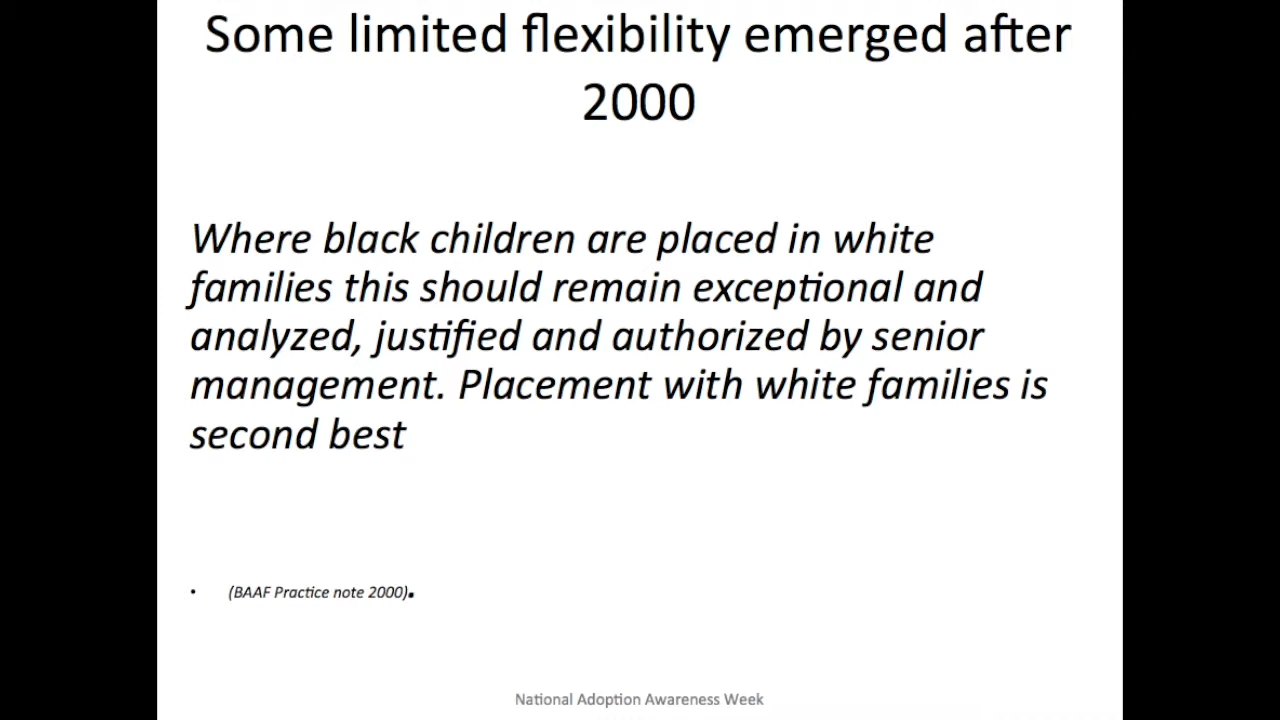 Some limited flexibility emerged after
2000
Where black children are placed in white
families this should remain exceptional and
analyzed, justified and authorized by senior
management. Placement with white families is
second best
• (BAAF Practice note 2000).
National Adoption Awareness Week